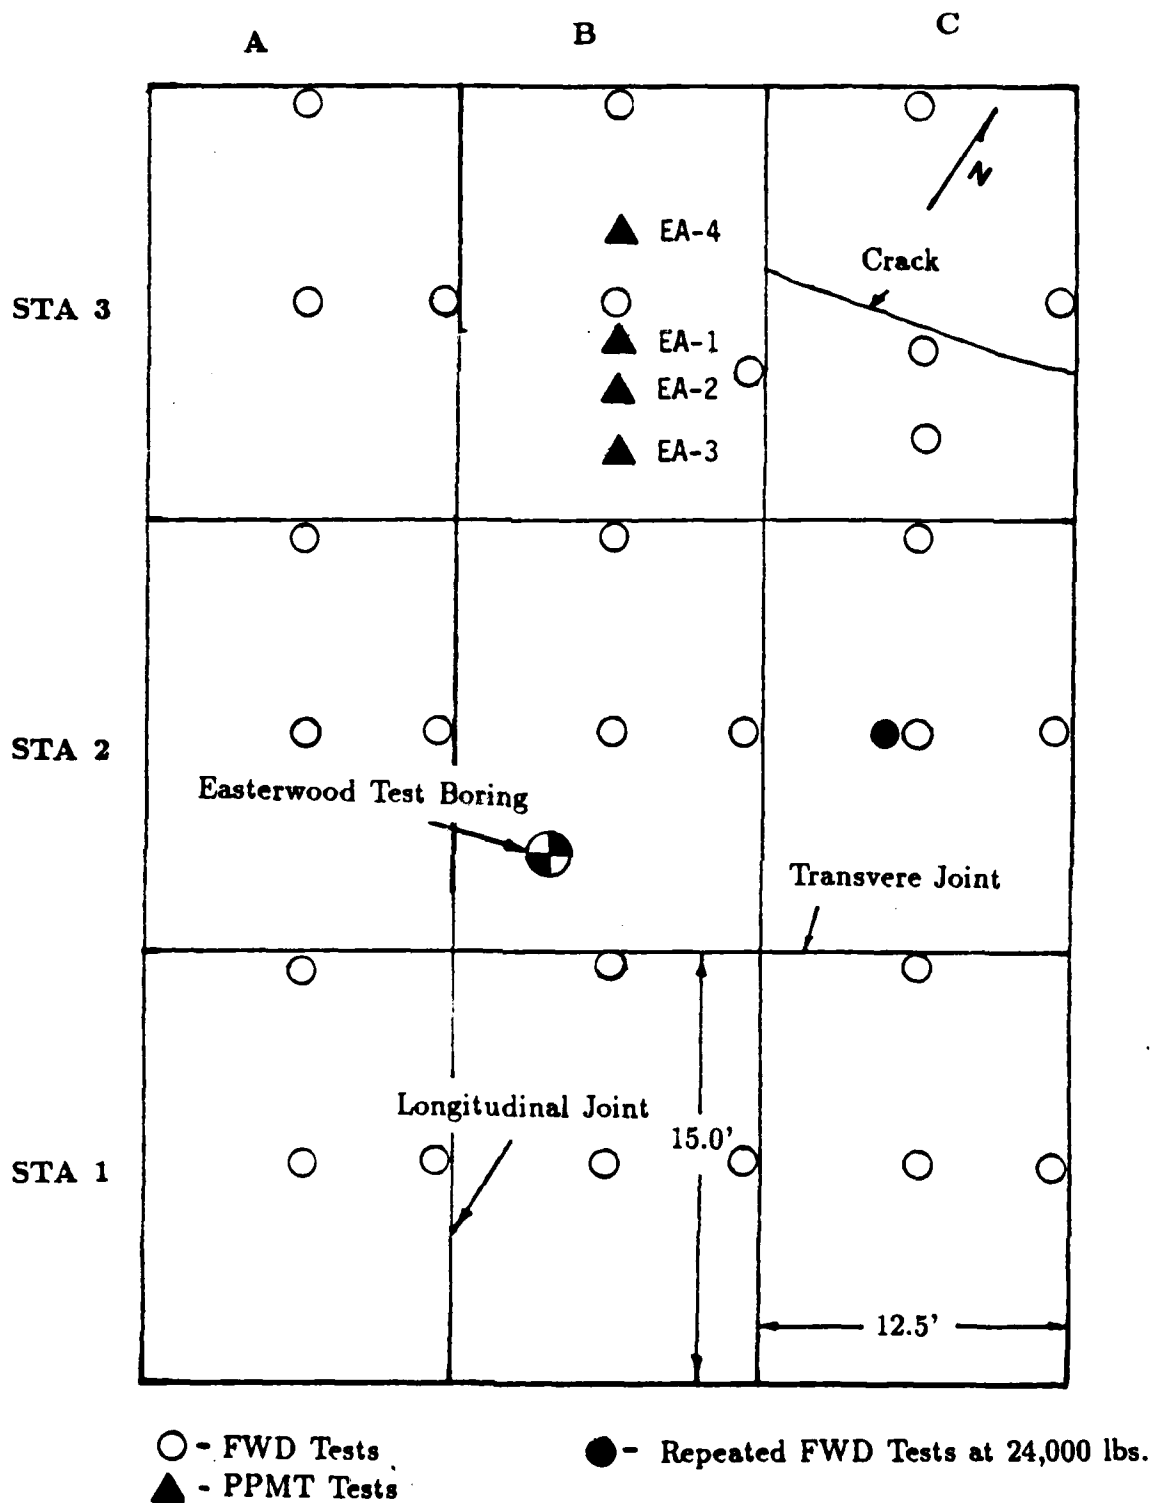 A
B
C
N
EA-4
Crack
STA 3
EA-1
EA-2
EA-3
STA 2
Easterwood Test Boring
Transvere Joint
Longitudinal Joint
15.0'
STA 1
12.5'
- FWD Tests
- Repeated FWD Tests at 24,000 lbs.
- PPMT Tests